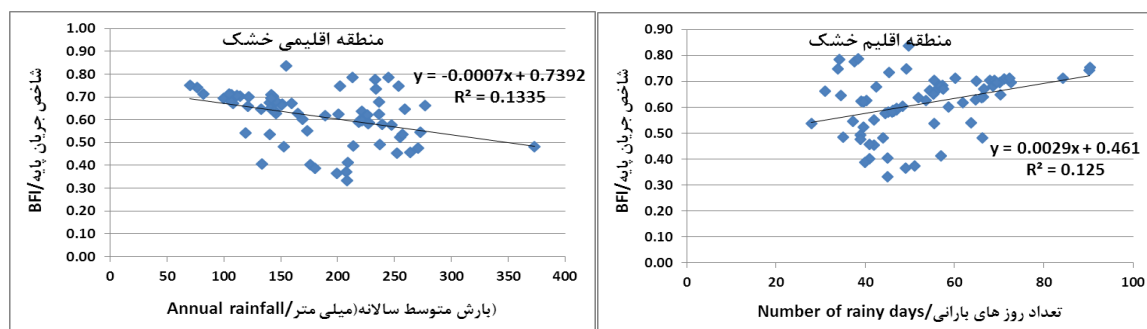 منطقه اقلیمی خشک
y = -0.0007x + 0.7392
R² = 0.1335
1.00
0.90
0.80
0.70
0.60
0.50
0.40
0.30
0.20
0.10
0.00
شاخص جریان پایه/BFI
0 50 100 150 200 250 300 350 400
بارش متوسط سالانه(میلی متر/Annual rainfall)
منطقه اقلیم خشک
y = 0.0029x + 0.461
R² = 0.125
0.90
0.80
0.70
0.60
0.50
0.40
0.30
0.20
0.10
0.00
شاخص جریان پایه/BFI
0 20 40 60 80 100
تعداد روز های بارانی/Number of rainy days